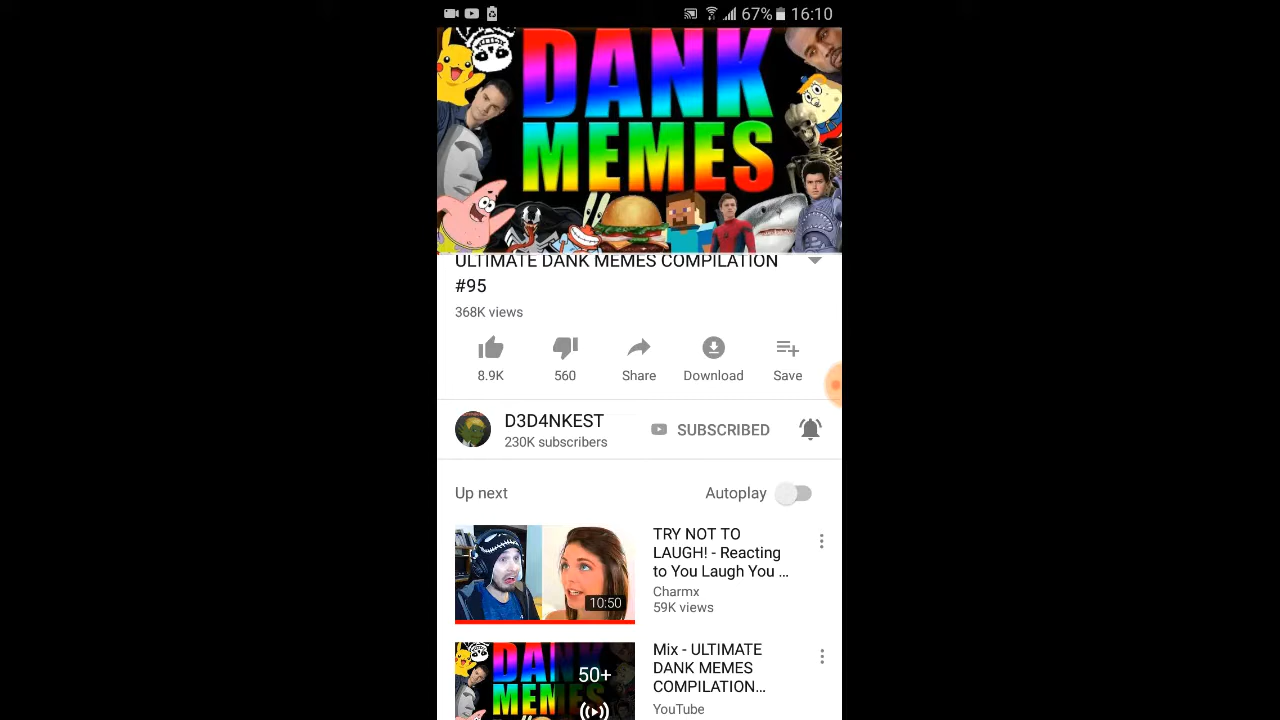 67% 16:10
DANK
MEMES
ULTIMATE DANK MEMES COMPILATION
#95
368K views
8.9K 560 Share Download Save
D3D4NKEST
230K subscribers
SUBSCRIBED
Up next
Autoplay
10:50
TRY NOT TO
LAUGH! - Reacting
to You Laugh You ...
Charmx
59K views
DAN
MEMES
50+
Mix - ULTIMATE
DANK MEMES
COMPILATION...
YouTube